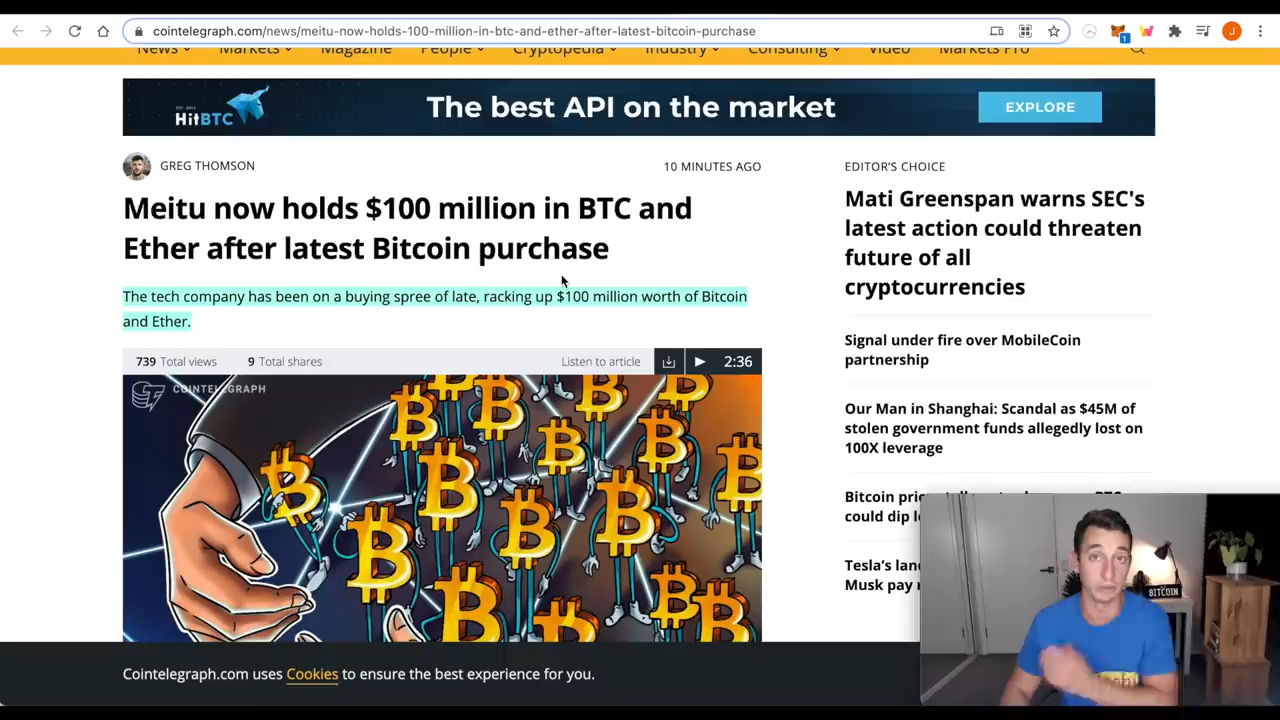 cointelegraph.com/news/meitu-now-holds-100-million-in-btc-and-ether-after-latest-bitcoin-purchase
1
J
News
Markets
Magazine
People
Cryptopedia
Industry
Consulting
Video
Markets Pro
HitBTC
The best API on the market
EXPLORE
GREG THOMSON
10 MINUTES AGO
Meitu now holds $100 million in BTC and
Ether after latest Bitcoin purchase
The tech company has been on a buying spree of late, racking up $100 million worth of Bitcoin
and Ether.
739 Total views
9 Total shares
Listen to article
2:36
COINTELEGRAPH
EDITOR'S CHOICE
Mati Greenspan warns SEC's
latest action could threaten
future of all
cryptocurrencies
Signal under fire over MobileCoin
partnership
Our Man in Shanghai: Scandal as $45M of
stolen government funds allegedly lost on
100X leverage
Bitcoin
could dip
Tesla's
Musk pay
BITCOIN
Cointelegraph.com uses Cookies to ensure the best experience for you.